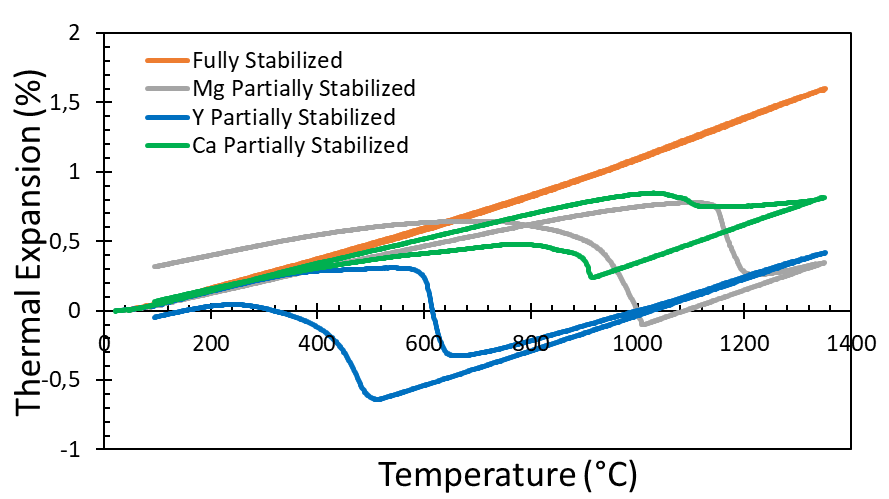 2
Fully Stabilized
Mg Partially Stabilized
1,5
Y Partially Stabilized
Ca Partially Stabilized
1
0,5
0
0 200 400 600 800 1000 1200 1400
-0,5
-1
Thermal Expansion (%)
Temperature (°C)